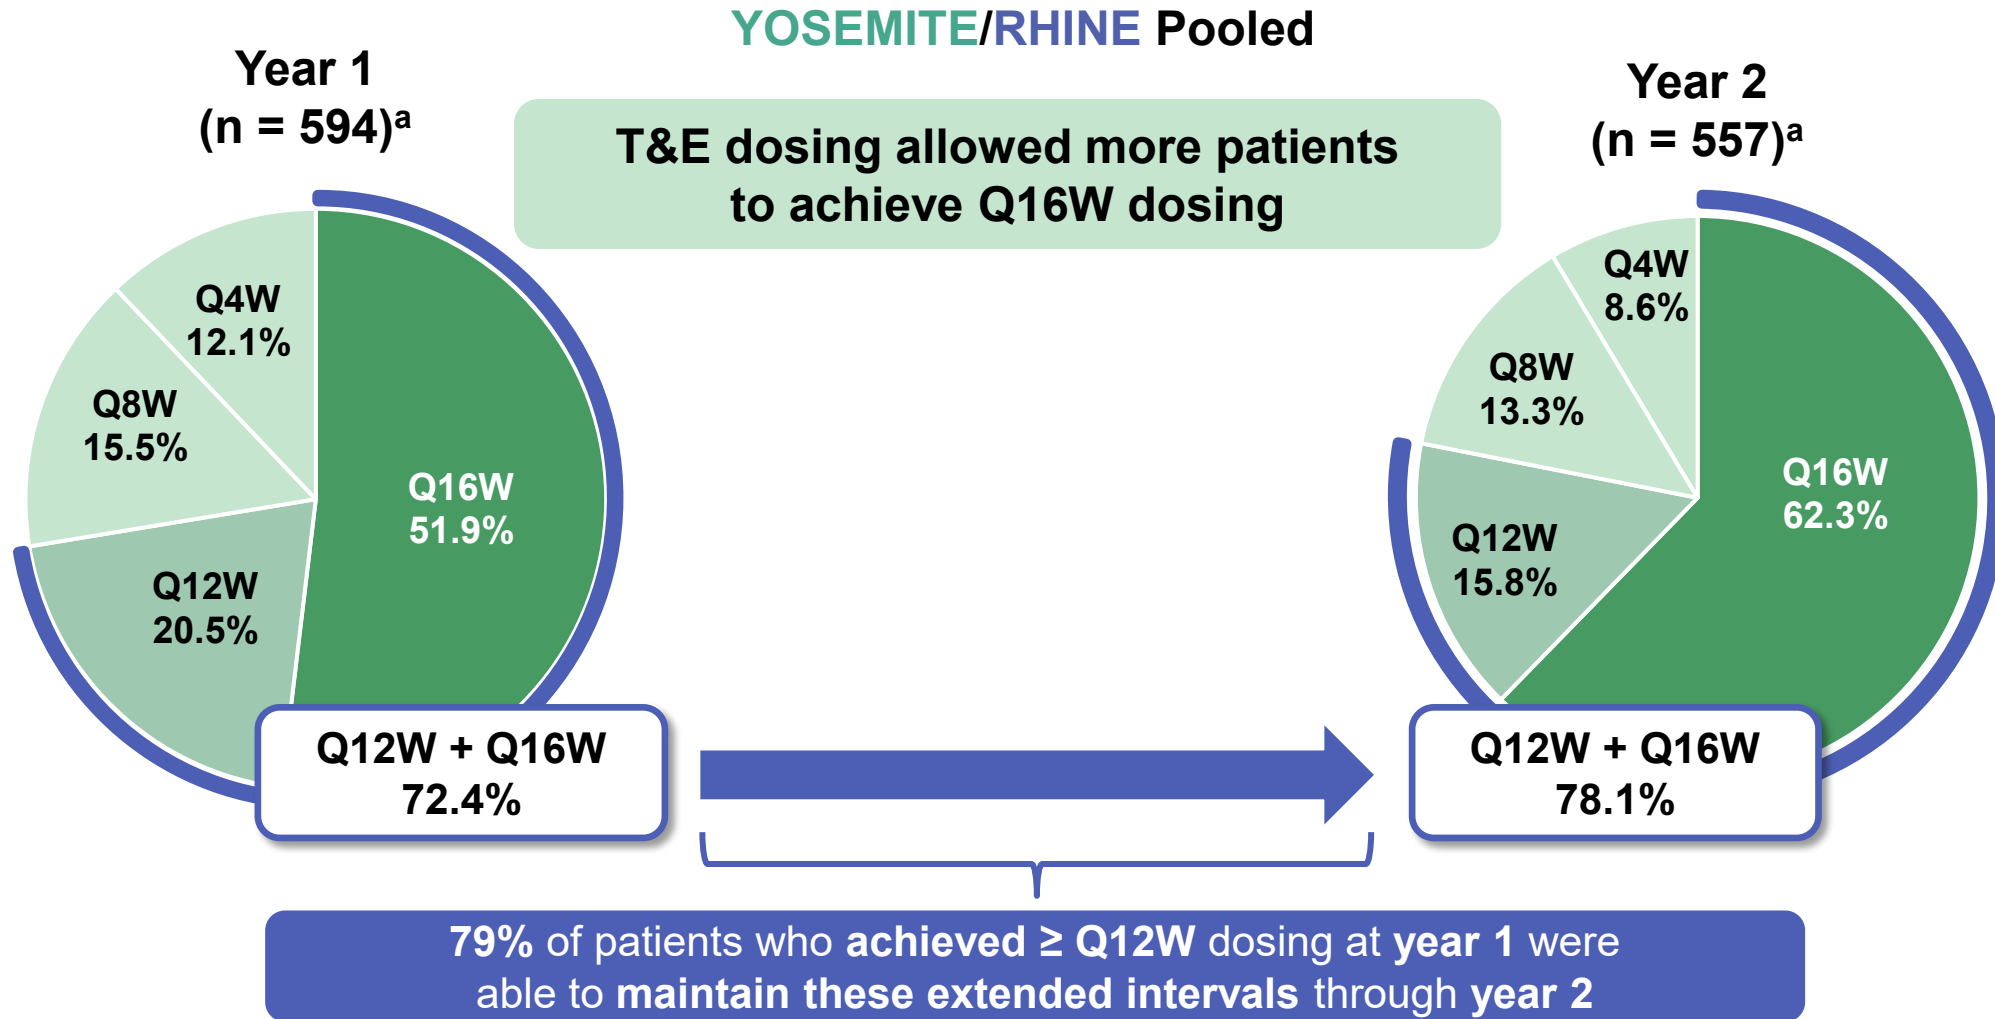 YOSEMITE/RHINE Pooled
Year 1
(n = 594)ᵃ
T&E dosing allowed more patients
to achieve Q16W dosing
Year 2
(n = 557)ᵃ
Q4W
12.1%
Q8W
15.5%
Q16W
51.9%
Q12W
20.5%
Q12W + Q16W
72.4%
Q4W
8.6%
Q8W
13.3%
Q16W
62.3%
Q12W
15.8%
Q12W + Q16W
78.1%
79% of patients who achieved ≥ Q12W dosing at year 1 were
able to maintain these extended intervals through year 2